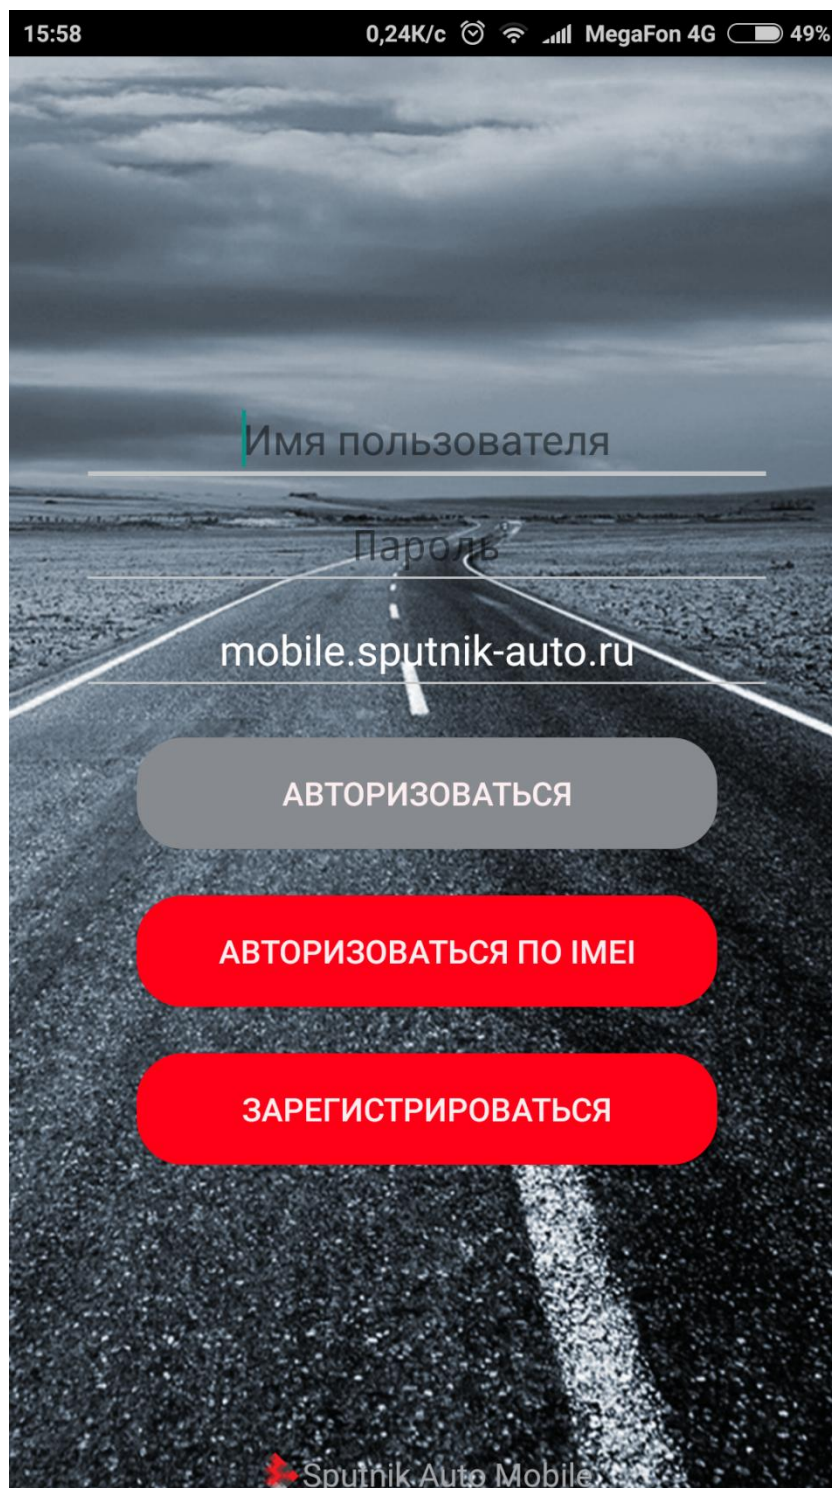 15:58 0,24K/c MegaFon 4G 49%
Имя пользователя
Пароль
mobile.sputnik-auto.ru
АВТОРИЗОВАТЬСЯ
АВТОРИЗОВАТЬСЯ ПО IMEI
ЗАРЕГИСТРИРОВАТЬСЯ
Sputnik.Auto Mobile